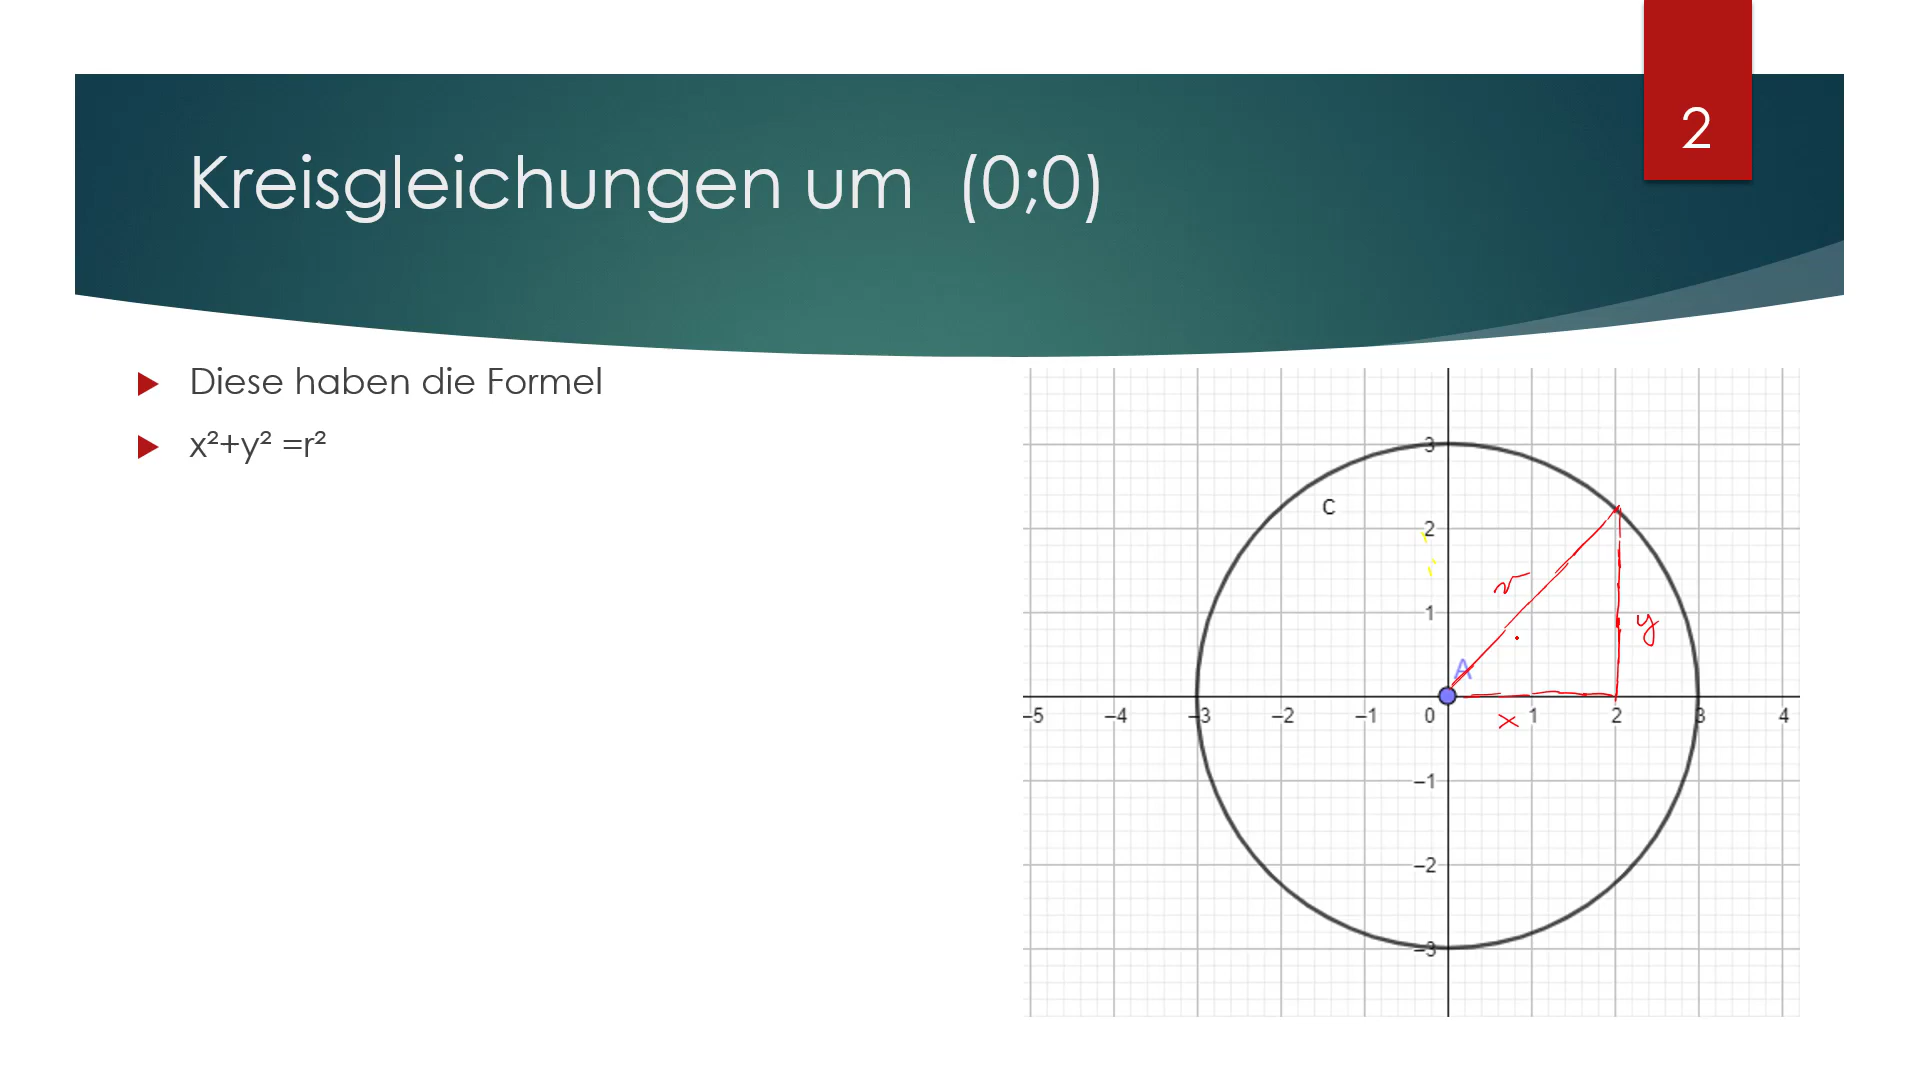 2
Kreisgleichungen um (0;0)
Diese haben die Formel
x²+y² =r²
3
c
2
r
1
y
A
–5 –4 –3 –2 –1 0 1 2 3 4
x
–1
–2
–3